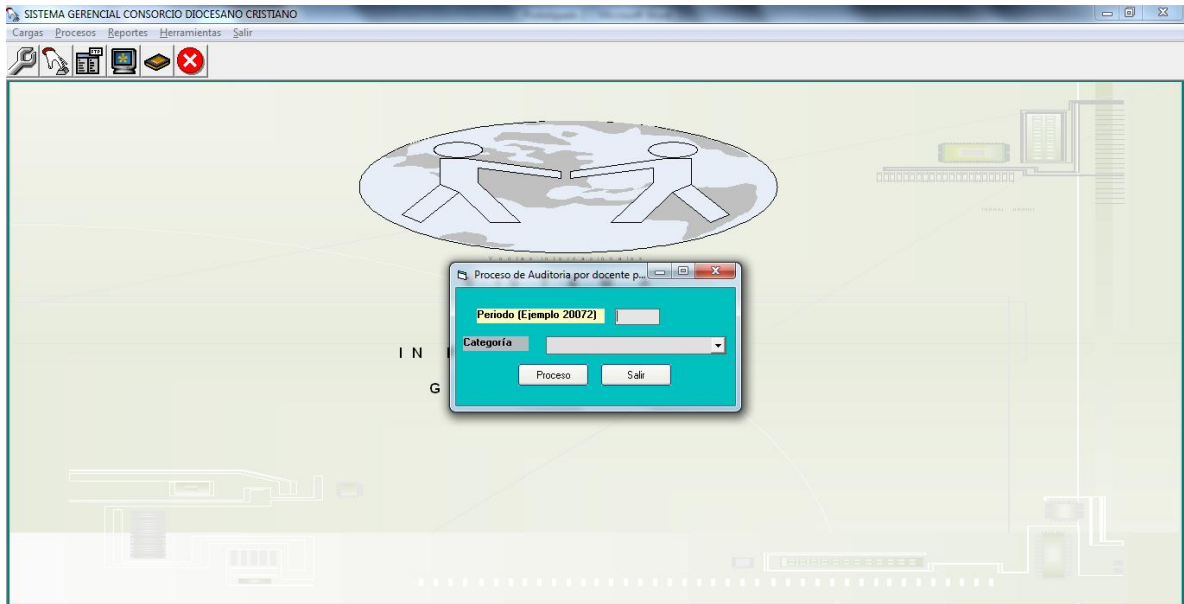 SISTEMA GERENCIAL CONSORCIO DIOCESANO CRISTIANO
Cargas Procesos Reportes Herramientas Salir
Proceso de Auditoria por docente p...
Periodo (Ejemplo 20072)
Categoría
Proceso Salir
I N
G